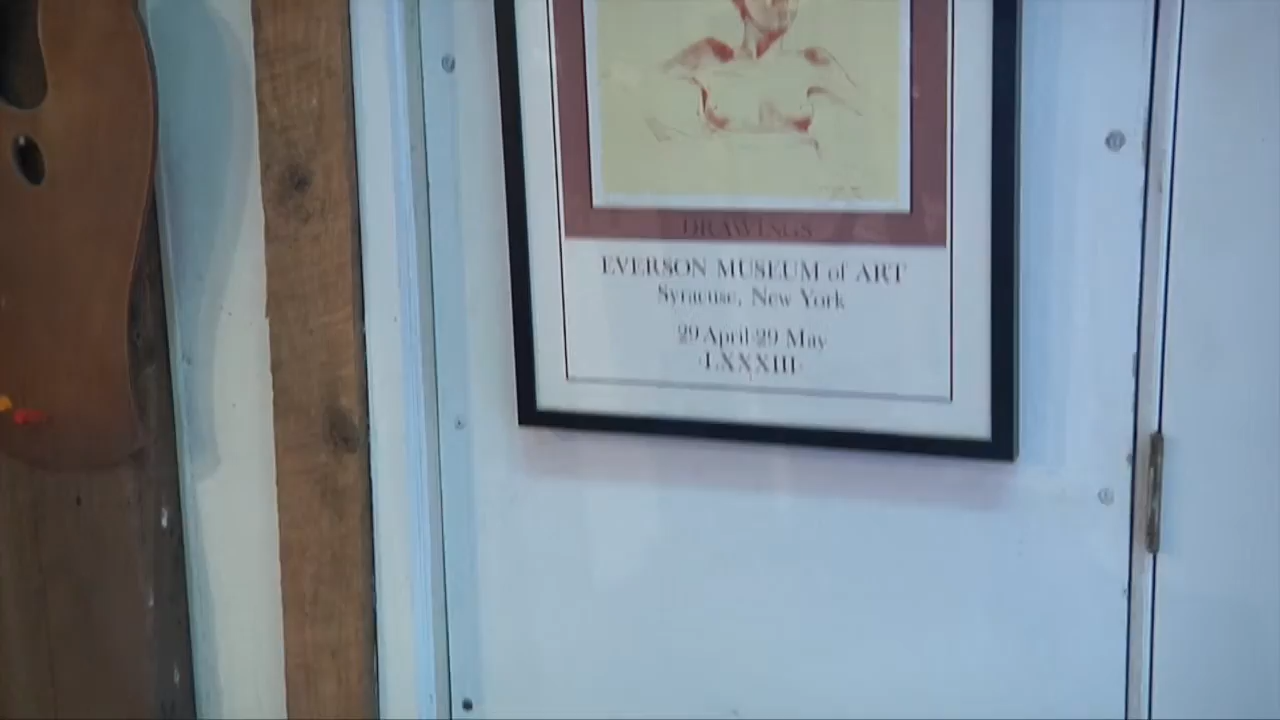 DRAWINGS
EVERSON MUSEUM of ART
Syracuse, New York
29 April-29 May
·LXXXIII·